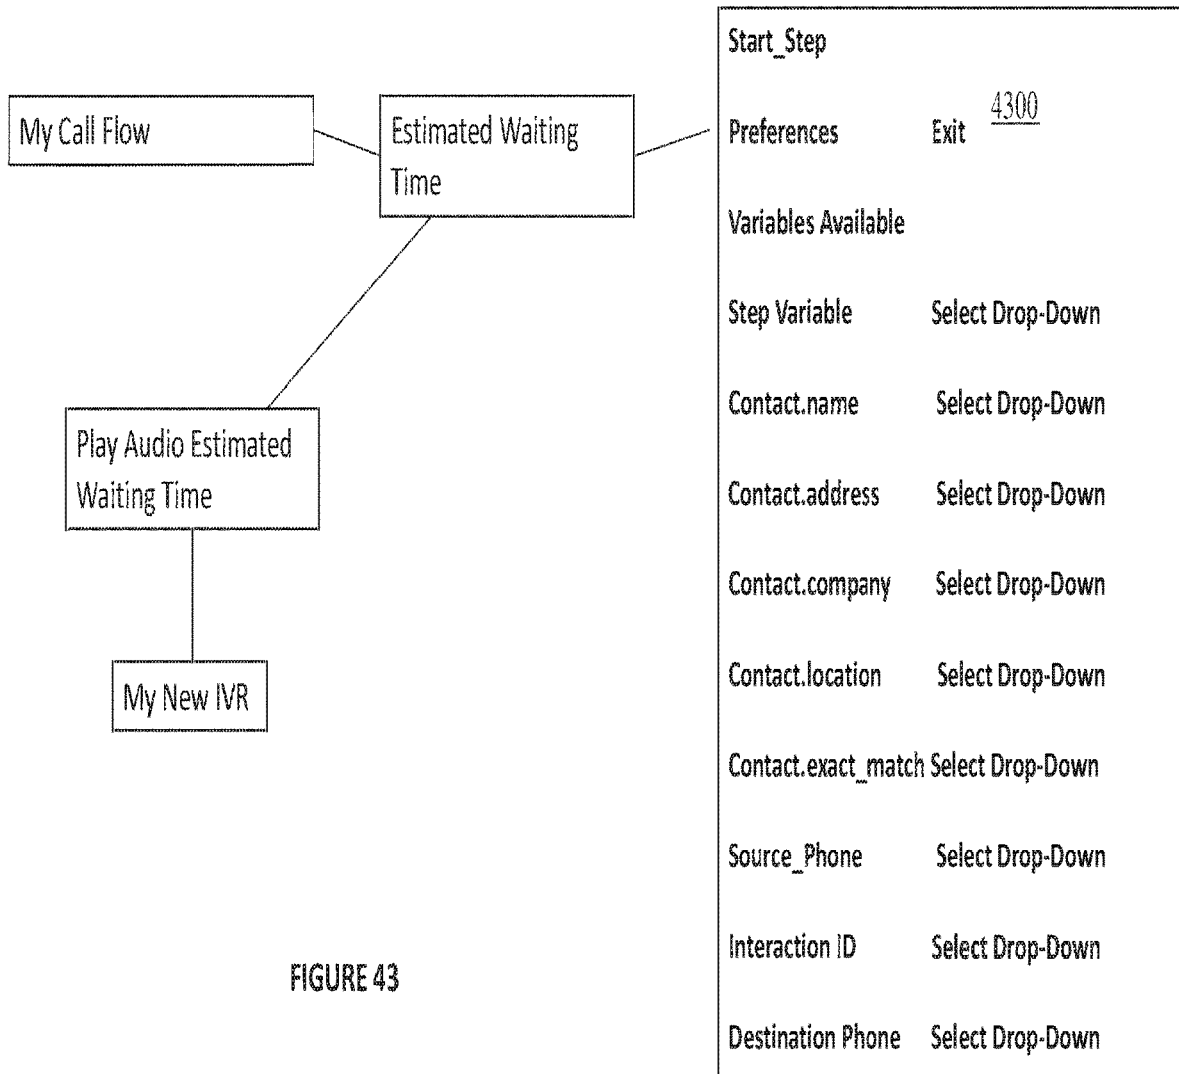 My Call Flow
Estimated Waiting
Time
Play Audio Estimated
Waiting Time
My New IVR
FIGURE 43
Start_Step
4300
Preferences Exit
Variables Available
Step Variable Select Drop-Down
Contact.name Select Drop-Down
Contact.address Select Drop-Down
Contact.company Select Drop-Down
Contact.location Select Drop-Down
Contact.exact_match Select Drop-Down
Source_Phone Select Drop-Down
Interaction ID Select Drop-Down
Destination Phone Select Drop-Down